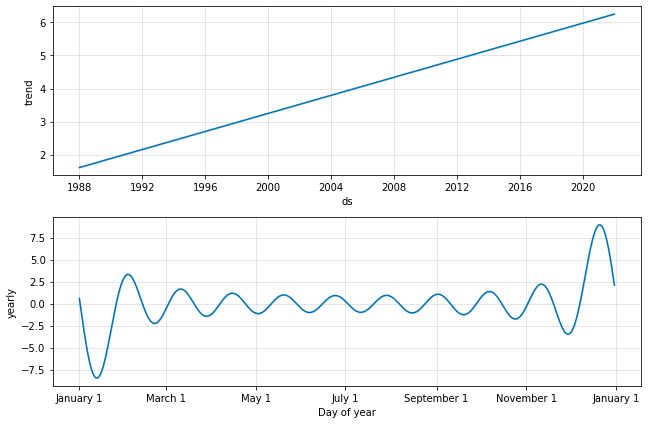 6
5
4
3
2
trend
1988 1992 1996 2000 2004 2008 2012 2016 2020
ds
7.5
5.0
2.5
0.0
−2.5
−5.0
−7.5
yearly
January 1 March 1 May 1 July 1 September 1 November 1 January 1
Day of year